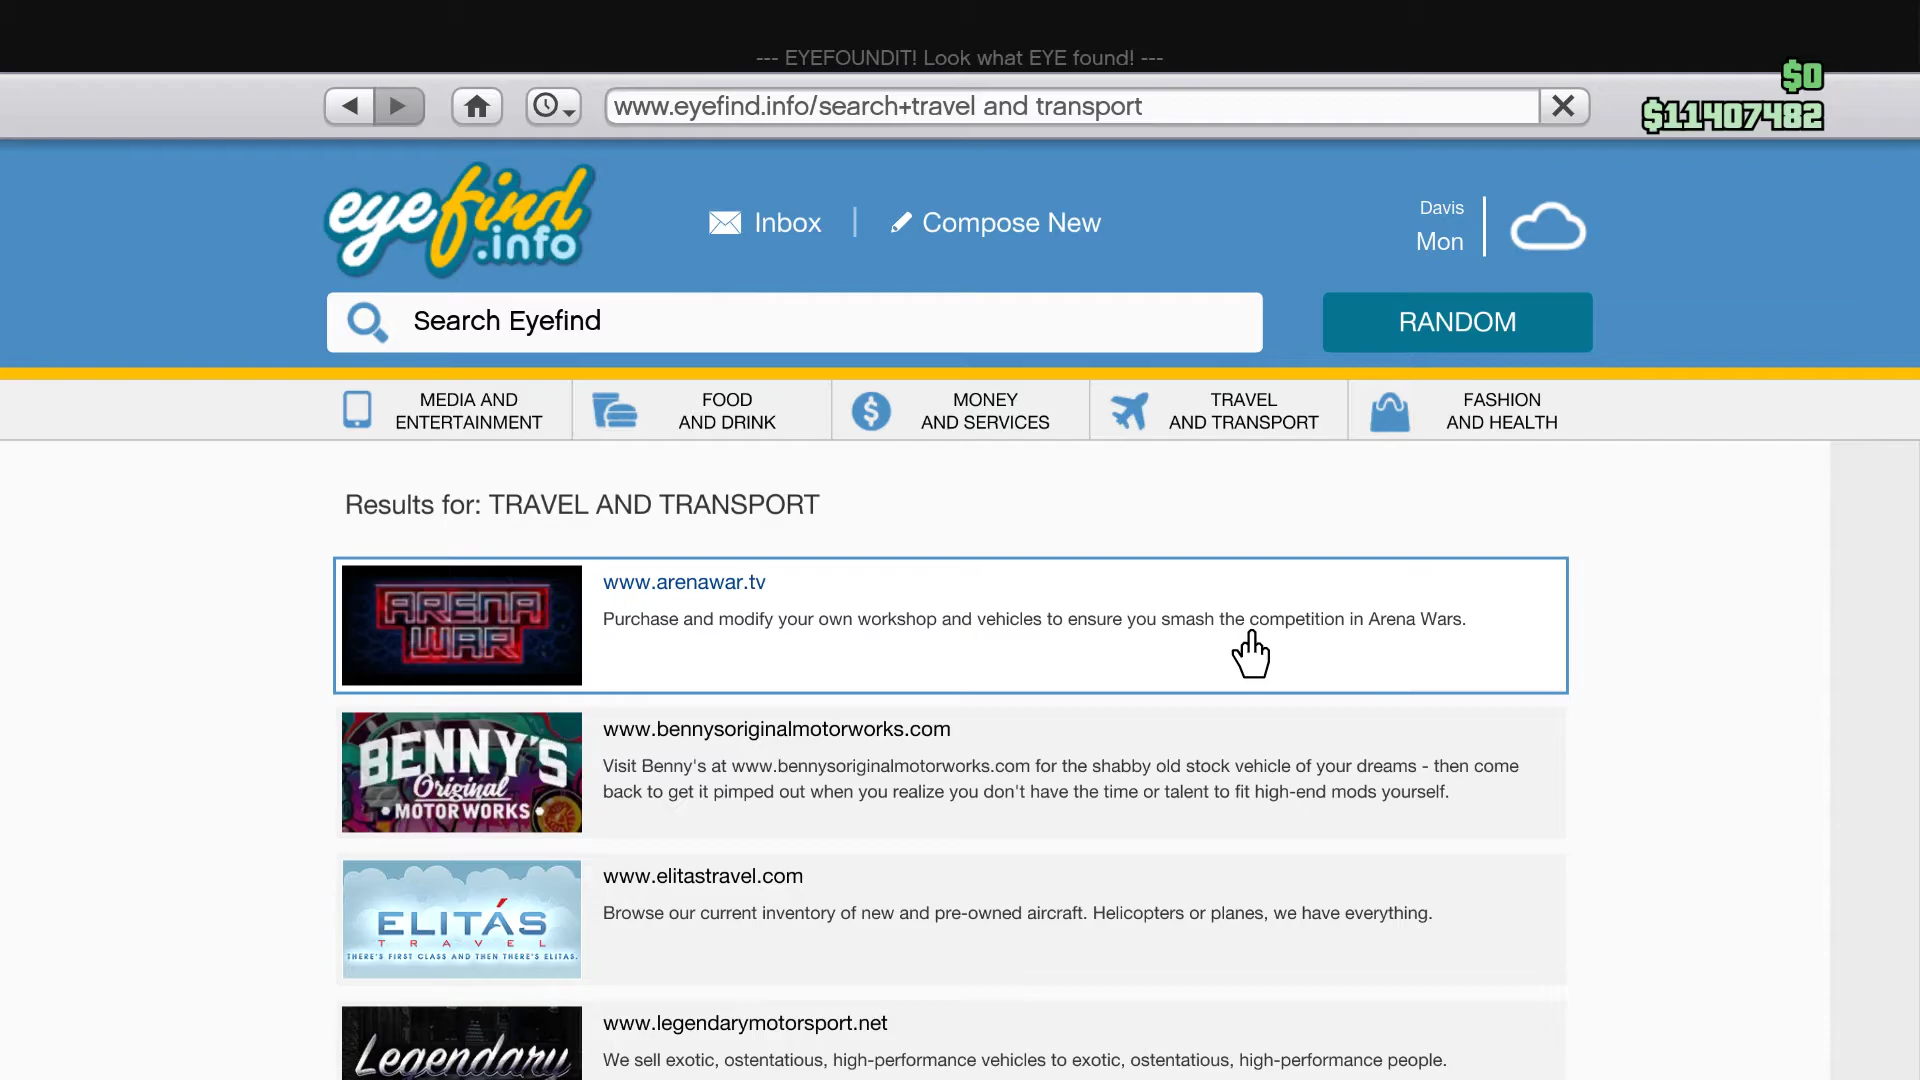 --- EYEFOUNDIT! Look what EYE found! ---
$0
www.eyefind.info/search+travel and transport
$11407482
eyefind
.info
Inbox
Compose New
Davis
Mon
Search Eyefind
RANDOM
MEDIA AND
ENTERTAINMENT
FOOD
AND DRINK
MONEY
AND SERVICES
TRAVEL
AND TRANSPORT
FASHION
AND HEALTH
Results for: TRAVEL AND TRANSPORT
ARENA
WAR
www.arenawar.tv
Purchase and modify your own workshop and vehicles to ensure you smash the competition in Arena Wars.
BENNY'S
Original
MOTOR WORKS
www.bennysoriginalmotorworks.com
Visit Benny's at www.bennysoriginalmotorworks.com for the shabby old stock vehicle of your dreams - then come
back to get it pimped out when you realize you don't have the time or talent to fit high-end mods yourself.
ELITÁS
TRAVEL
THERE'S FIRST CLASS AND THEN THERE'S ELITAS.
www.elitastravel.com
Browse our current inventory of new and pre-owned aircraft. Helicopters or planes, we have everything.
Legendary
www.legendarymotorsport.net
We sell exotic, ostentatious, high-performance vehicles to exotic, ostentatious, high-performance people.